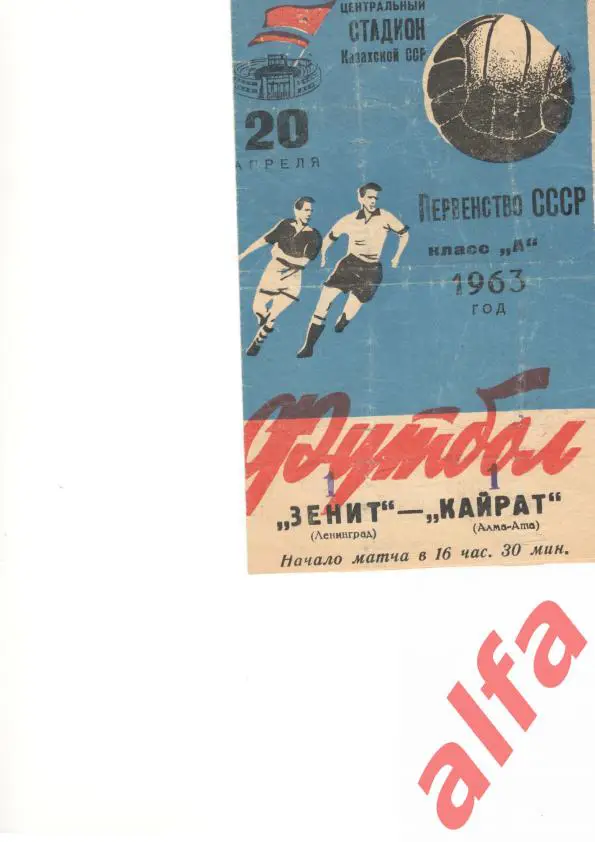 ЦЕНТРАЛЬНЫЙ
СТАДИОН
Казахской ССР
20
АПРЕЛЯ
ПЕРВЕНСТВО СССР
класс „А“
1963
ГОД
Футбол
1 1
„ЗЕНИТ“—„КАЙРАТ“
(Ленинград) (Алма-Ата)
Начало матча в 16 час. 30 мин.
alfa